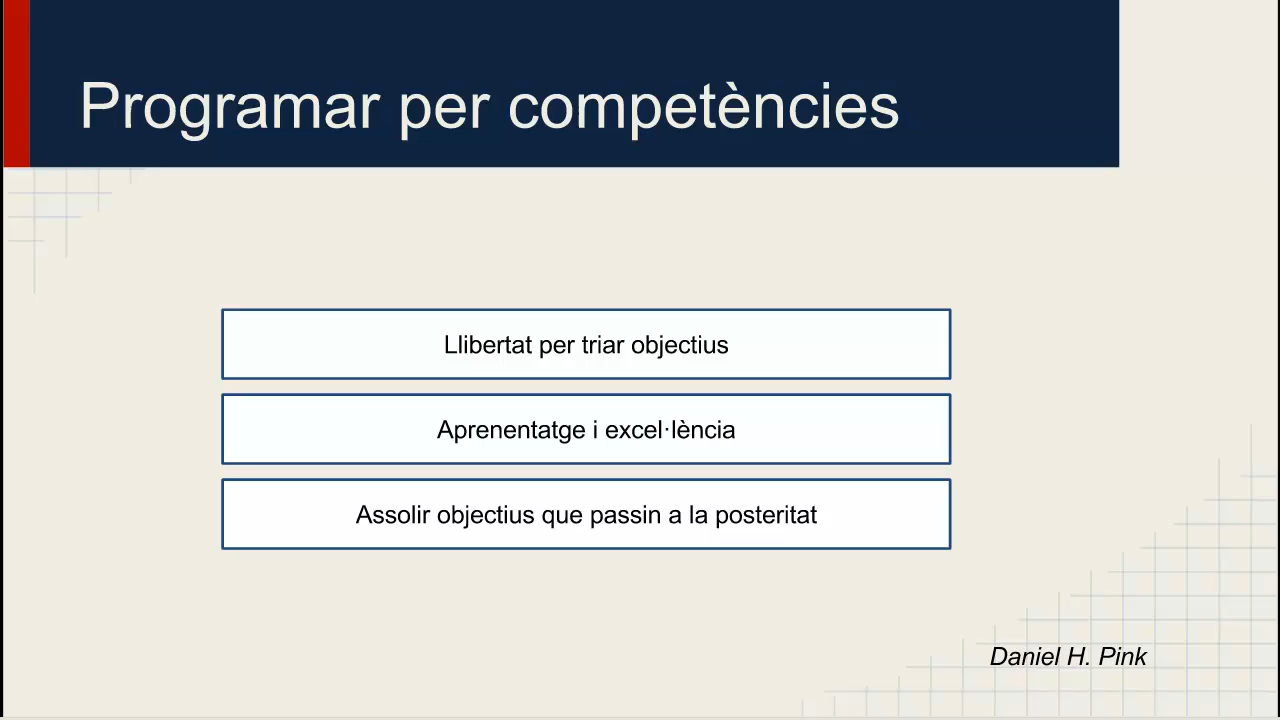 Programar per competències
Llibertat per triar objectius
Aprenentatge i excel·lència
Assolir objectius que passin a la posteritat
Daniel H. Pink